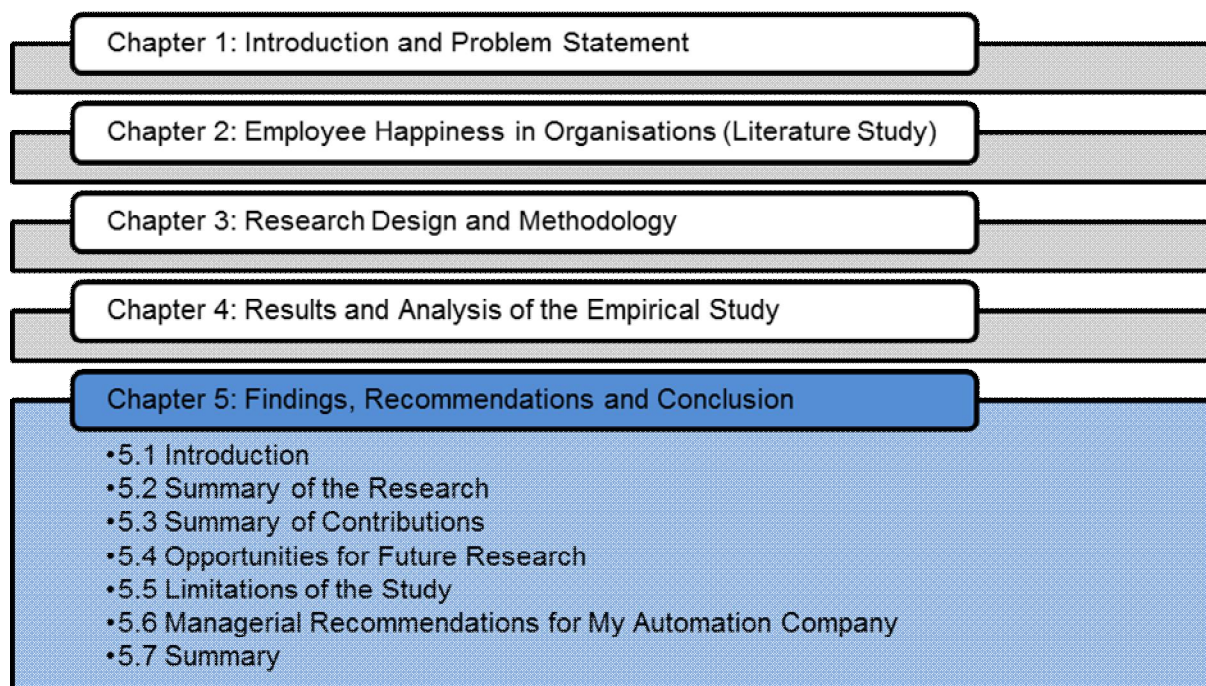 Chapter 1: Introduction and Problem Statement
Chapter 2: Employee Happiness in Organisations (Literature Study)
Chapter 3: Research Design and Methodology
Chapter 4: Results and Analysis of the Empirical Study
Chapter 5: Findings, Recommendations and Conclusion
•5.1 Introduction
•5.2 Summary of the Research
•5.3 Summary of Contributions
•5.4 Opportunities for Future Research
•5.5 Limitations of the Study
•5.6 Managerial Recommendations for My Automation Company
•5.7 Summary